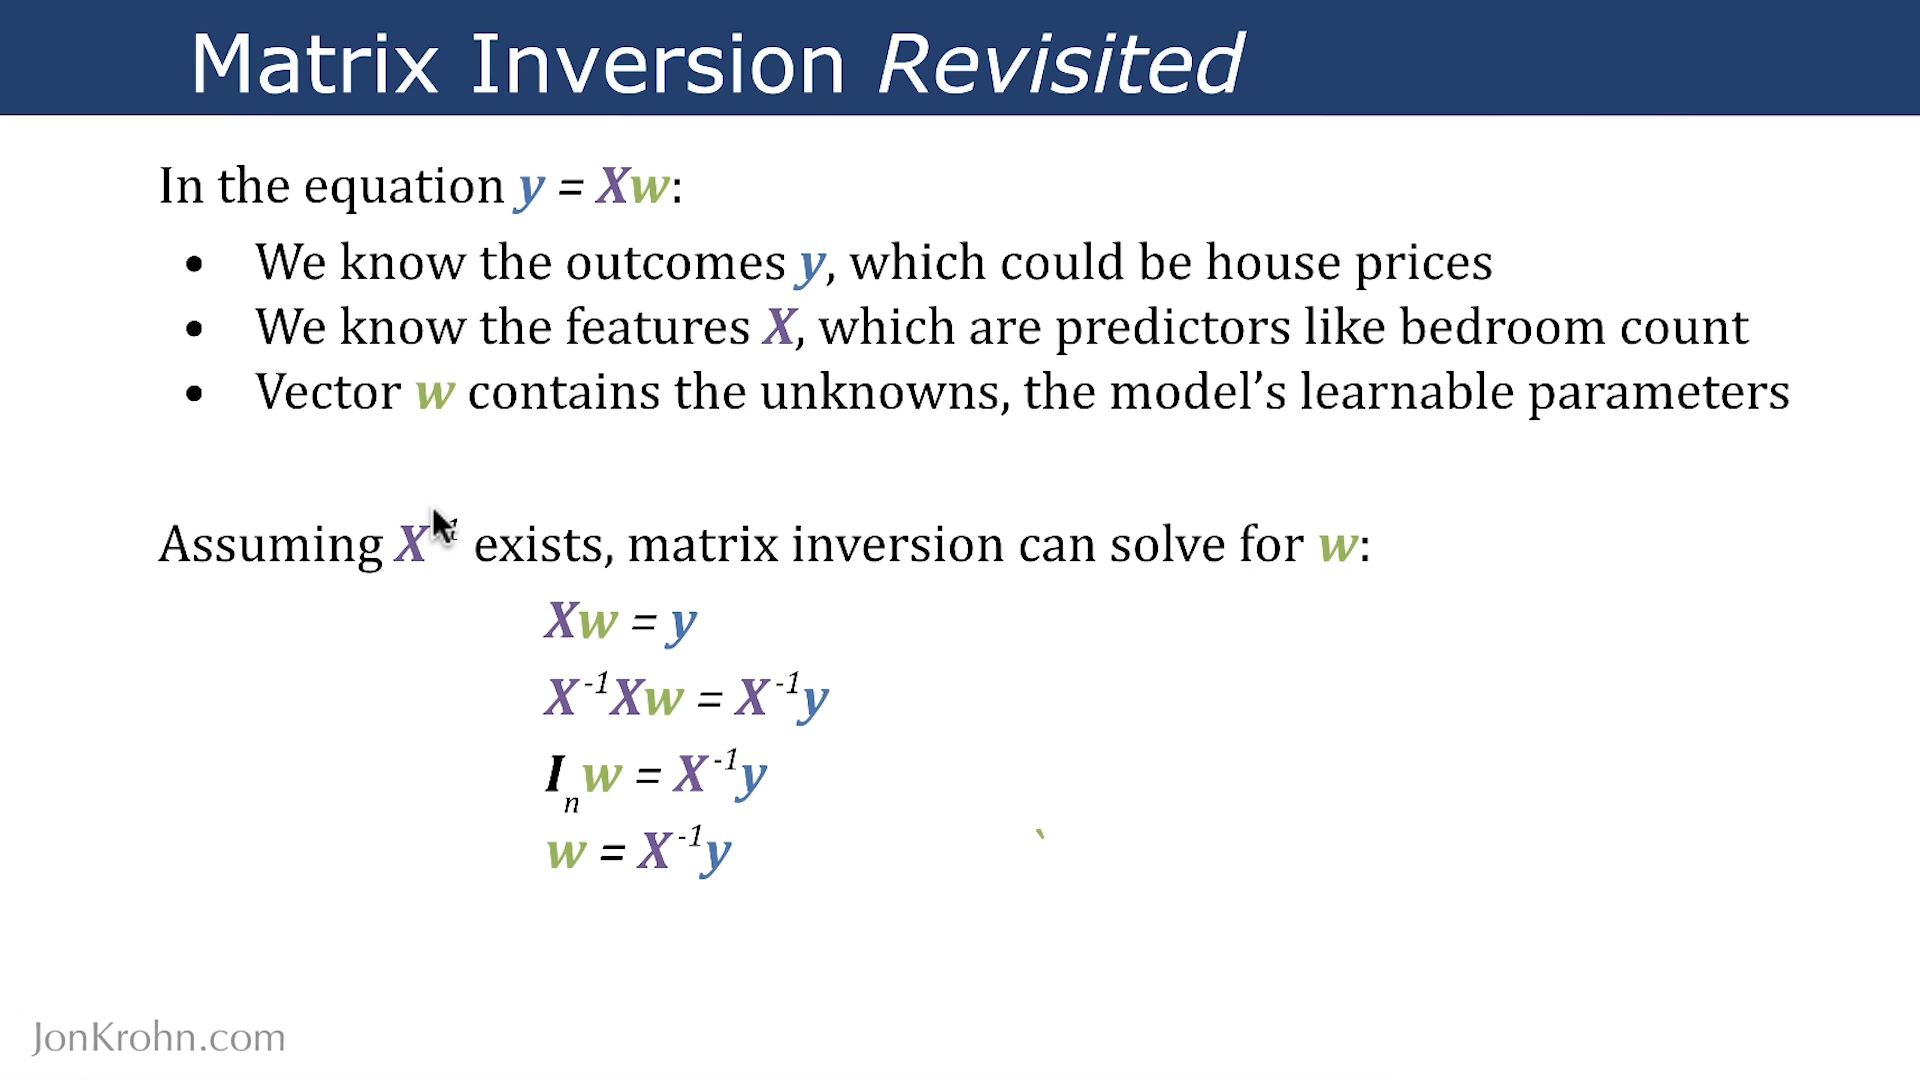 Matrix Inversion Revisited
In the equation y = Xw:
• We know the outcomes y, which could be house prices
• We know the features X, which are predictors like bedroom count
• Vector w contains the unknowns, the model’s learnable parameters
Assuming X⁻¹ exists, matrix inversion can solve for w:
Xw = y
X⁻¹Xw = X⁻¹y
Iₙw = X⁻¹y
w = X⁻¹y `
JonKrohn.com